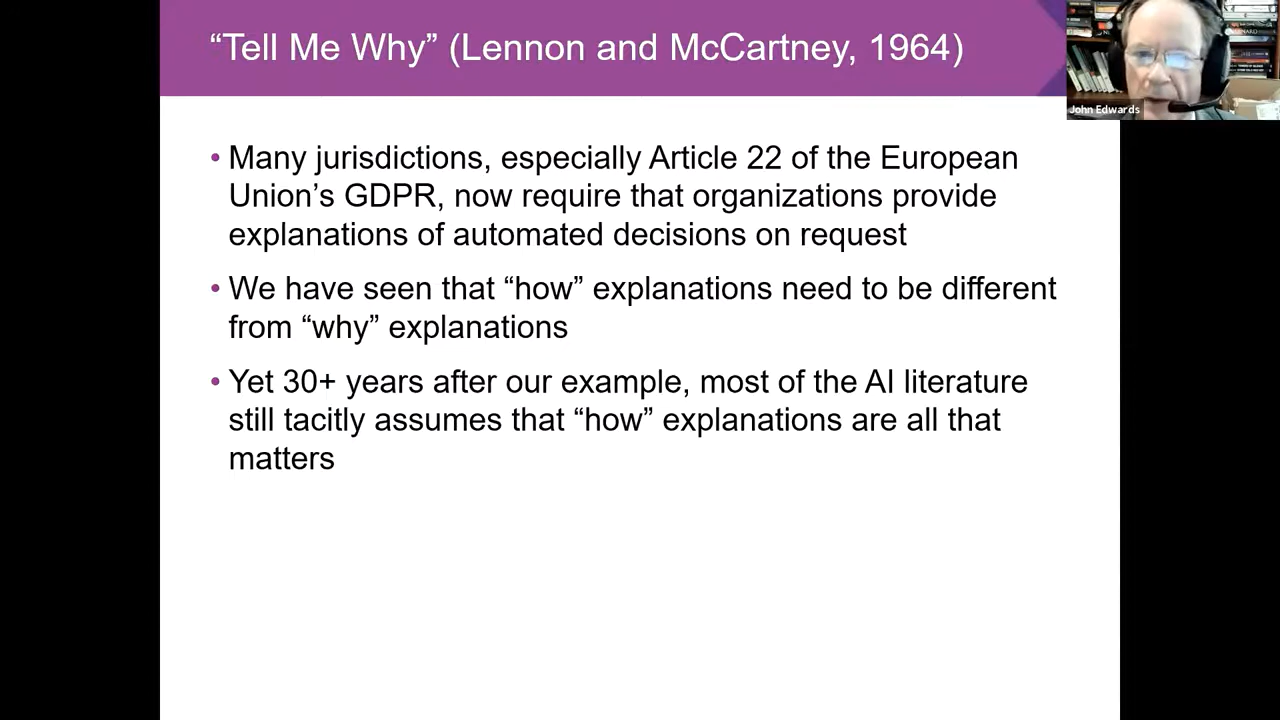 “Tell Me Why” (Lennon and McCartney, 1964)
John Edwards
• Many jurisdictions, especially Article 22 of the European
Union’s GDPR, now require that organizations provide
explanations of automated decisions on request
• We have seen that “how” explanations need to be different
from “why” explanations
• Yet 30+ years after our example, most of the AI literature
still tacitly assumes that “how” explanations are all that
matters